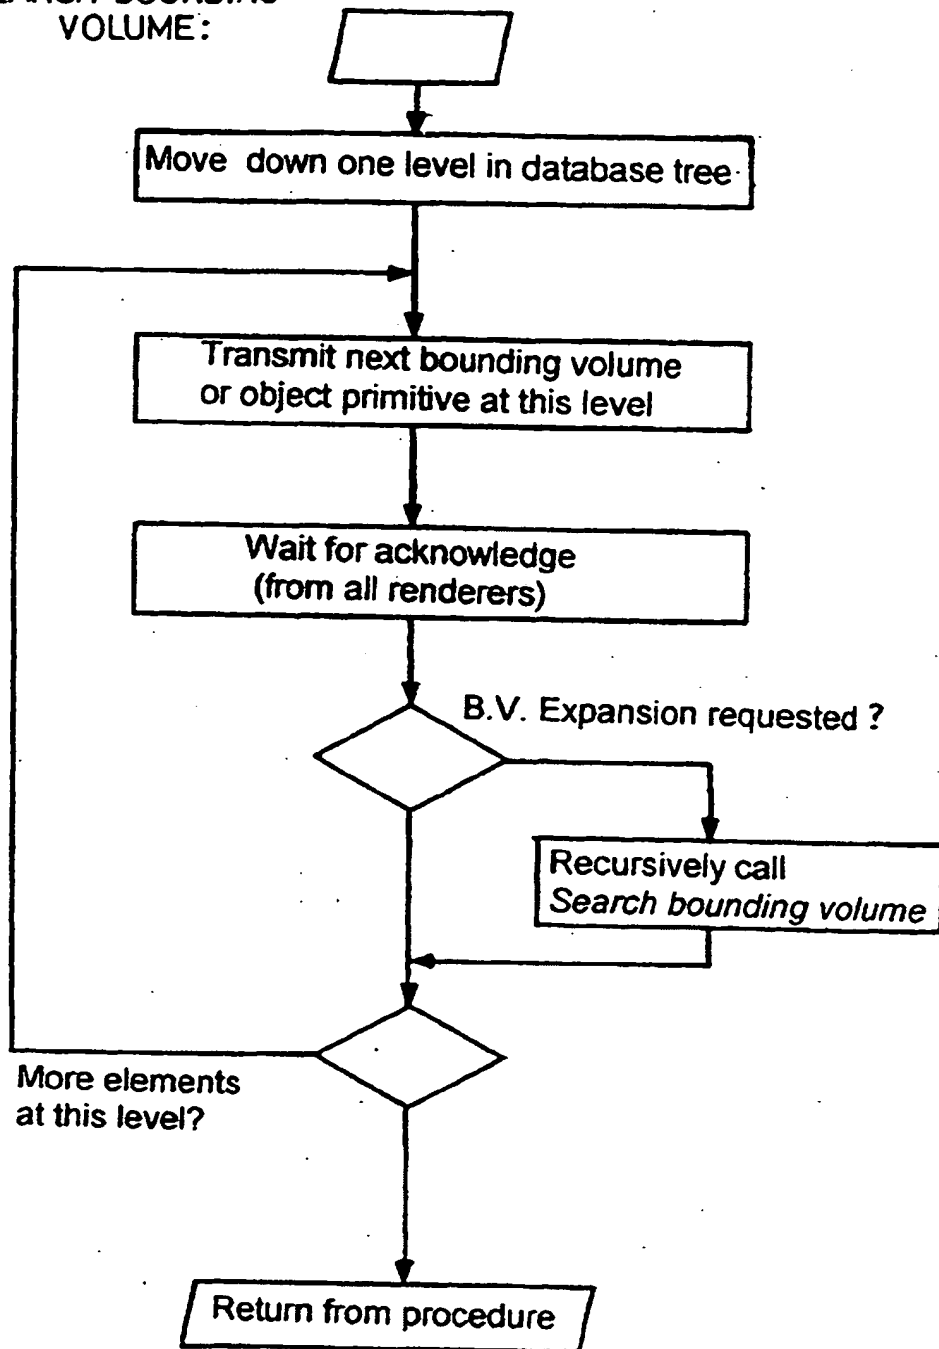 VOLUME:
Move down one level in database tree
Transmit next bounding volume
or object primitive at this level
Wait for acknowledge
(from all renderers)
B.V. Expansion requested ?
Recursively call
Search bounding volume
More elements
at this level?
Return from procedure